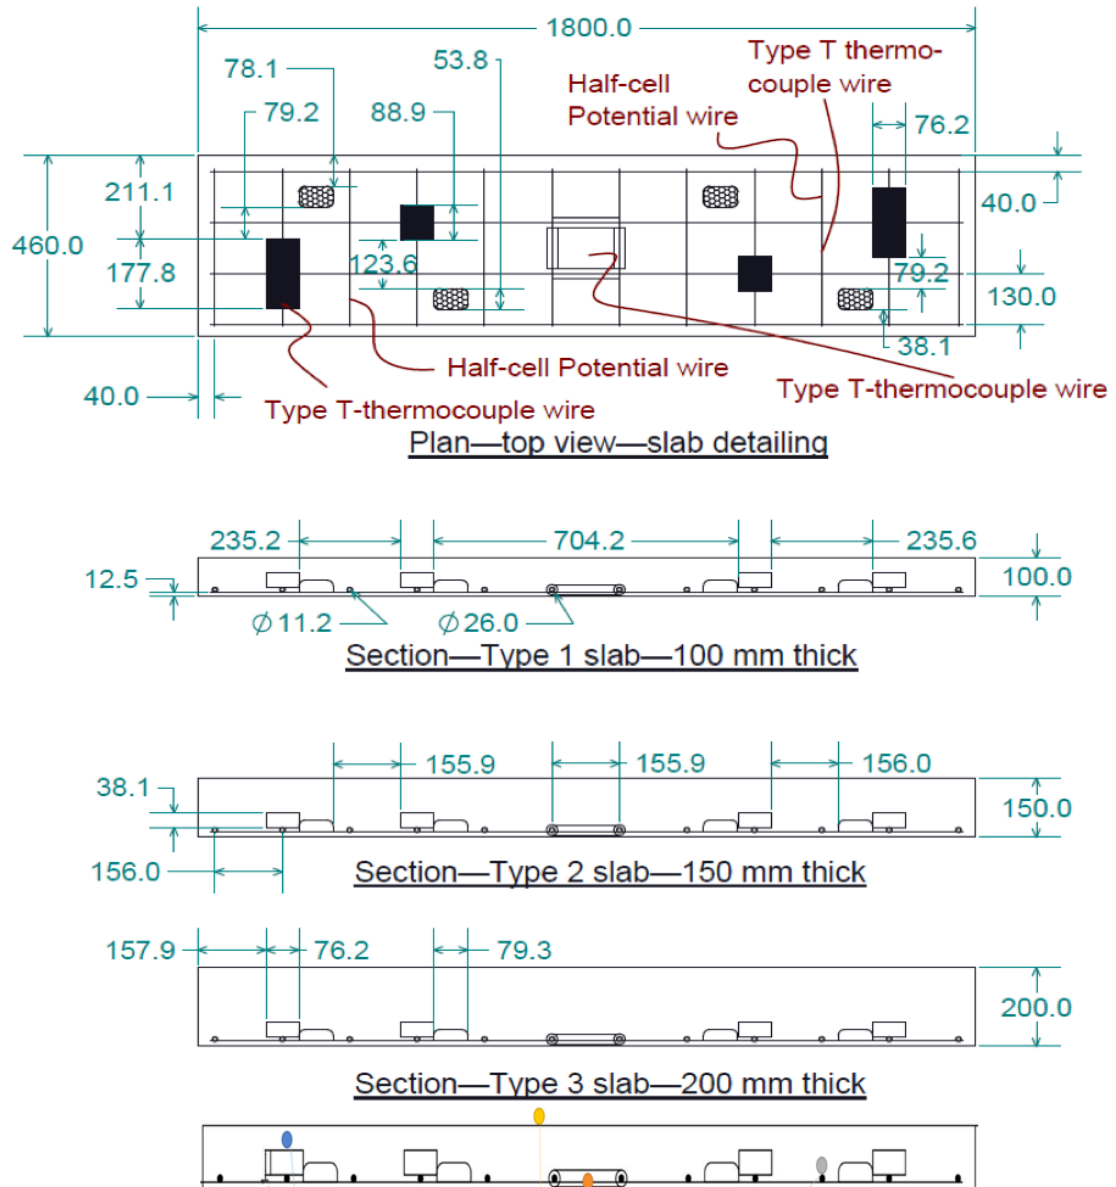 1800.0
Type T thermo-
couple wire
78.1
53.8
Half-cell
Potential wire
79.2
88.9
76.2
211.1
40.0
460.0
177.8
123.6
79.2
130.0
38.1
Half-cell Potential wire
40.0
Type T-thermocouple wire
Type T-thermocouple wire
Plan—top view—slab detailing
235.2
704.2
235.6
12.5
100.0
Ø 11.2
Ø 26.0
Section—Type 1 slab—100 mm thick
38.1
155.9
155.9
156.0
150.0
156.0
Section—Type 2 slab—150 mm thick
157.9
76.2
79.3
200.0
Section—Type 3 slab—200 mm thick